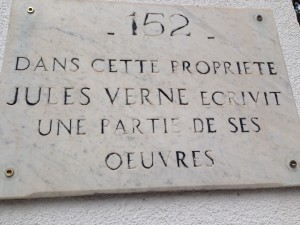 - 152 -
DANS CETTE PROPRIETE
JULES VERNE ECRIVIT
UNE PARTIE DE SES
OEUVRES